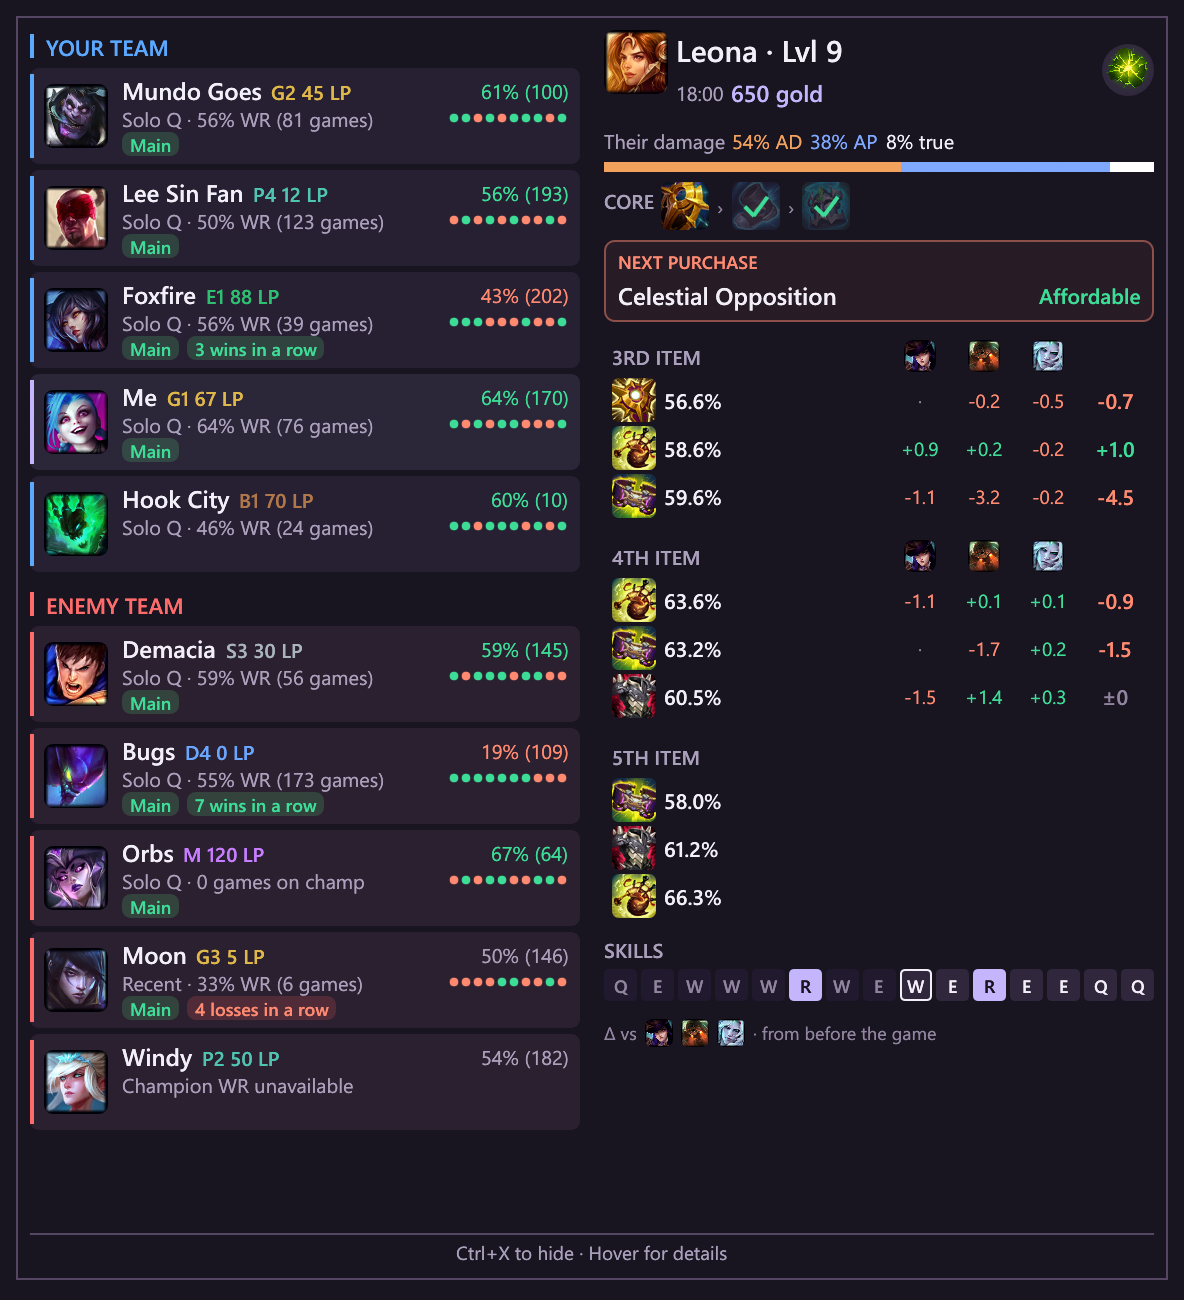 YOUR TEAM
Mundo Goes G2 45 LP 61% (100)
Solo Q · 56% WR (81 games)
Main
Lee Sin Fan P4 12 LP 56% (193)
Solo Q · 50% WR (123 games)
Main
Foxfire E1 88 LP 43% (202)
Solo Q · 56% WR (39 games)
Main 3 wins in a row
Me G1 67 LP 64% (170)
Solo Q · 64% WR (76 games)
Main
Hook City B1 70 LP 60% (10)
Solo Q · 46% WR (24 games)
ENEMY TEAM
Demacia S3 30 LP 59% (145)
Solo Q · 59% WR (56 games)
Main
Bugs D4 0 LP 19% (109)
Solo Q · 55% WR (173 games)
Main 7 wins in a row
Orbs M 120 LP 67% (64)
Solo Q · 0 games on champ
Main
Moon G3 5 LP 50% (146)
Recent · 33% WR (6 games)
Main 4 losses in a row
Windy P2 50 LP 54% (182)
Champion WR unavailable
Leona · Lvl 9
18:00 650 gold
Their damage 54% AD 38% AP 8% true
CORE › ›
NEXT PURCHASE
Celestial Opposition Affordable
3RD ITEM
56.6% · -0.2 -0.5 -0.7
58.6% +0.9 +0.2 -0.2 +1.0
59.6% -1.1 -3.2 -0.2 -4.5
4TH ITEM
63.6% -1.1 +0.1 +0.1 -0.9
63.2% · -1.7 +0.2 -1.5
60.5% -1.5 +1.4 +0.3 ±0
5TH ITEM
58.0%
61.2%
66.3%
SKILLS
Q E W W W R W E W E R E E Q Q
Δ vs · from before the game
Ctrl+X to hide · Hover for details